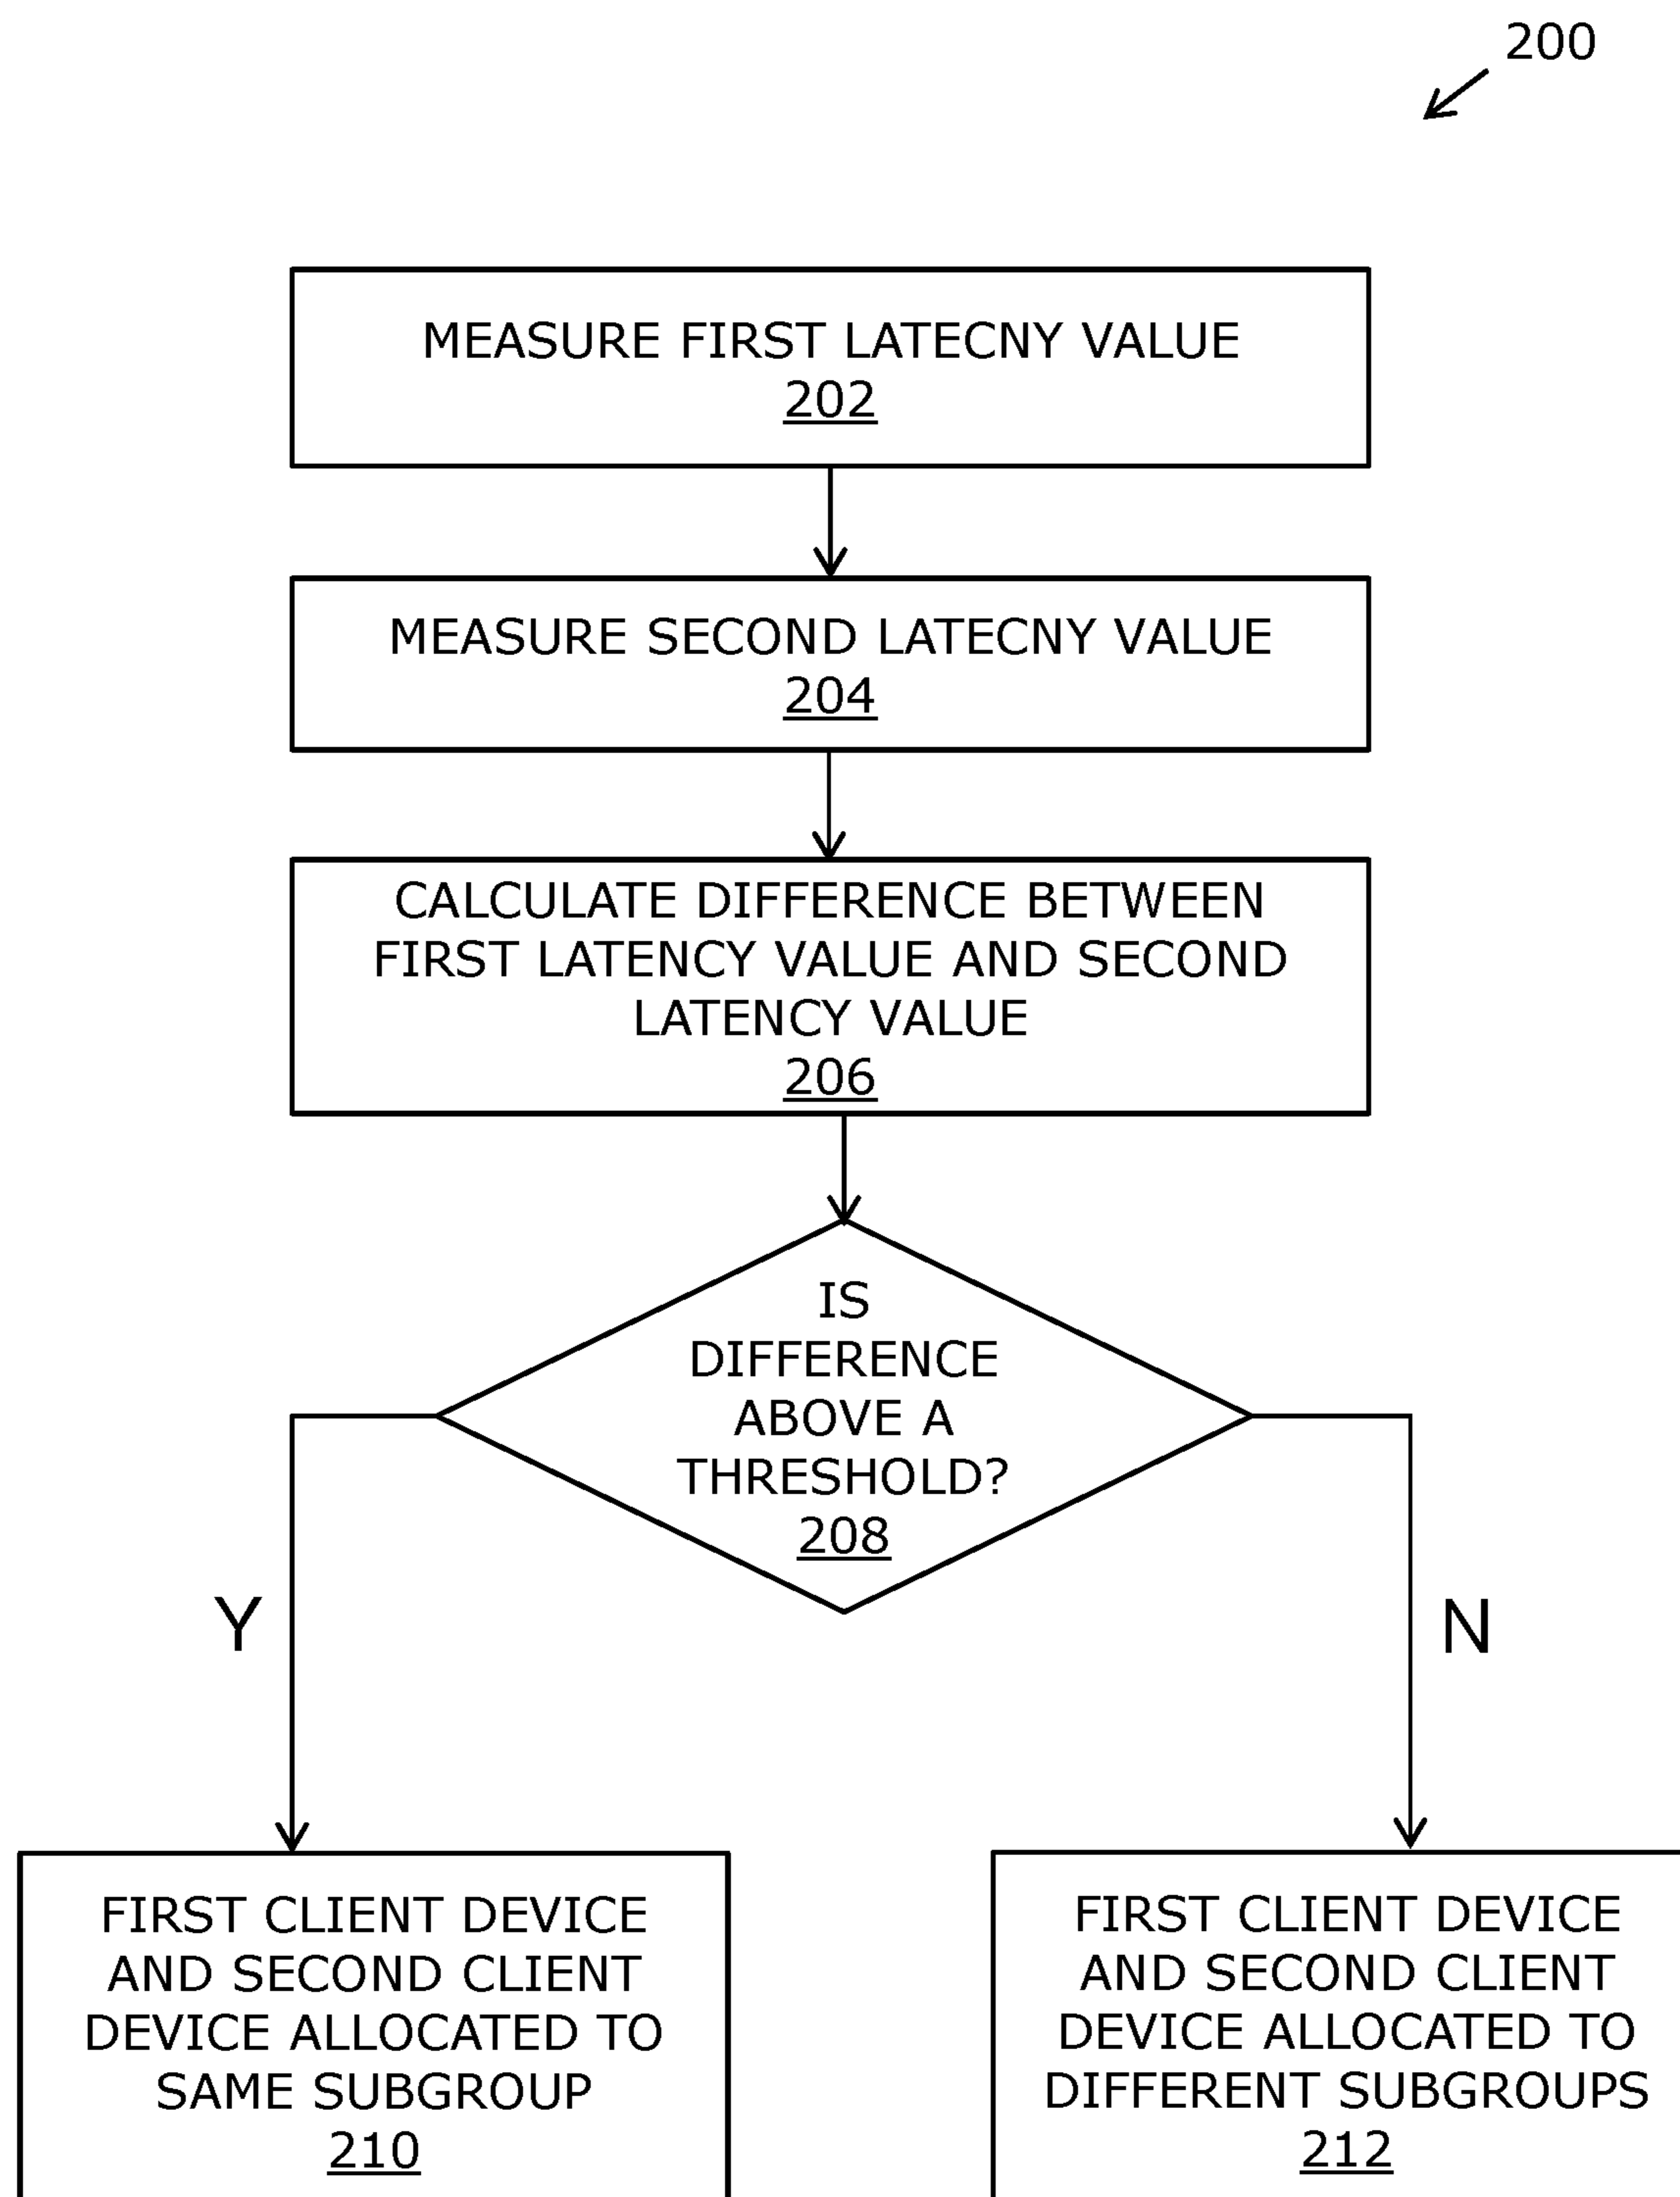 200
MEASURE FIRST LATECNY VALUE
202
MEASURE SECOND LATECNY VALUE
204
CALCULATE DIFFERENCE BETWEEN
FIRST LATENCY VALUE AND SECOND
LATENCY VALUE
206
IS
DIFFERENCE
ABOVE A
THRESHOLD?
208
Y
N
FIRST CLIENT DEVICE
AND SECOND CLIENT
DEVICE ALLOCATED TO
SAME SUBGROUP
210
FIRST CLIENT DEVICE
AND SECOND CLIENT
DEVICE ALLOCATED TO
DIFFERENT SUBGROUPS
212